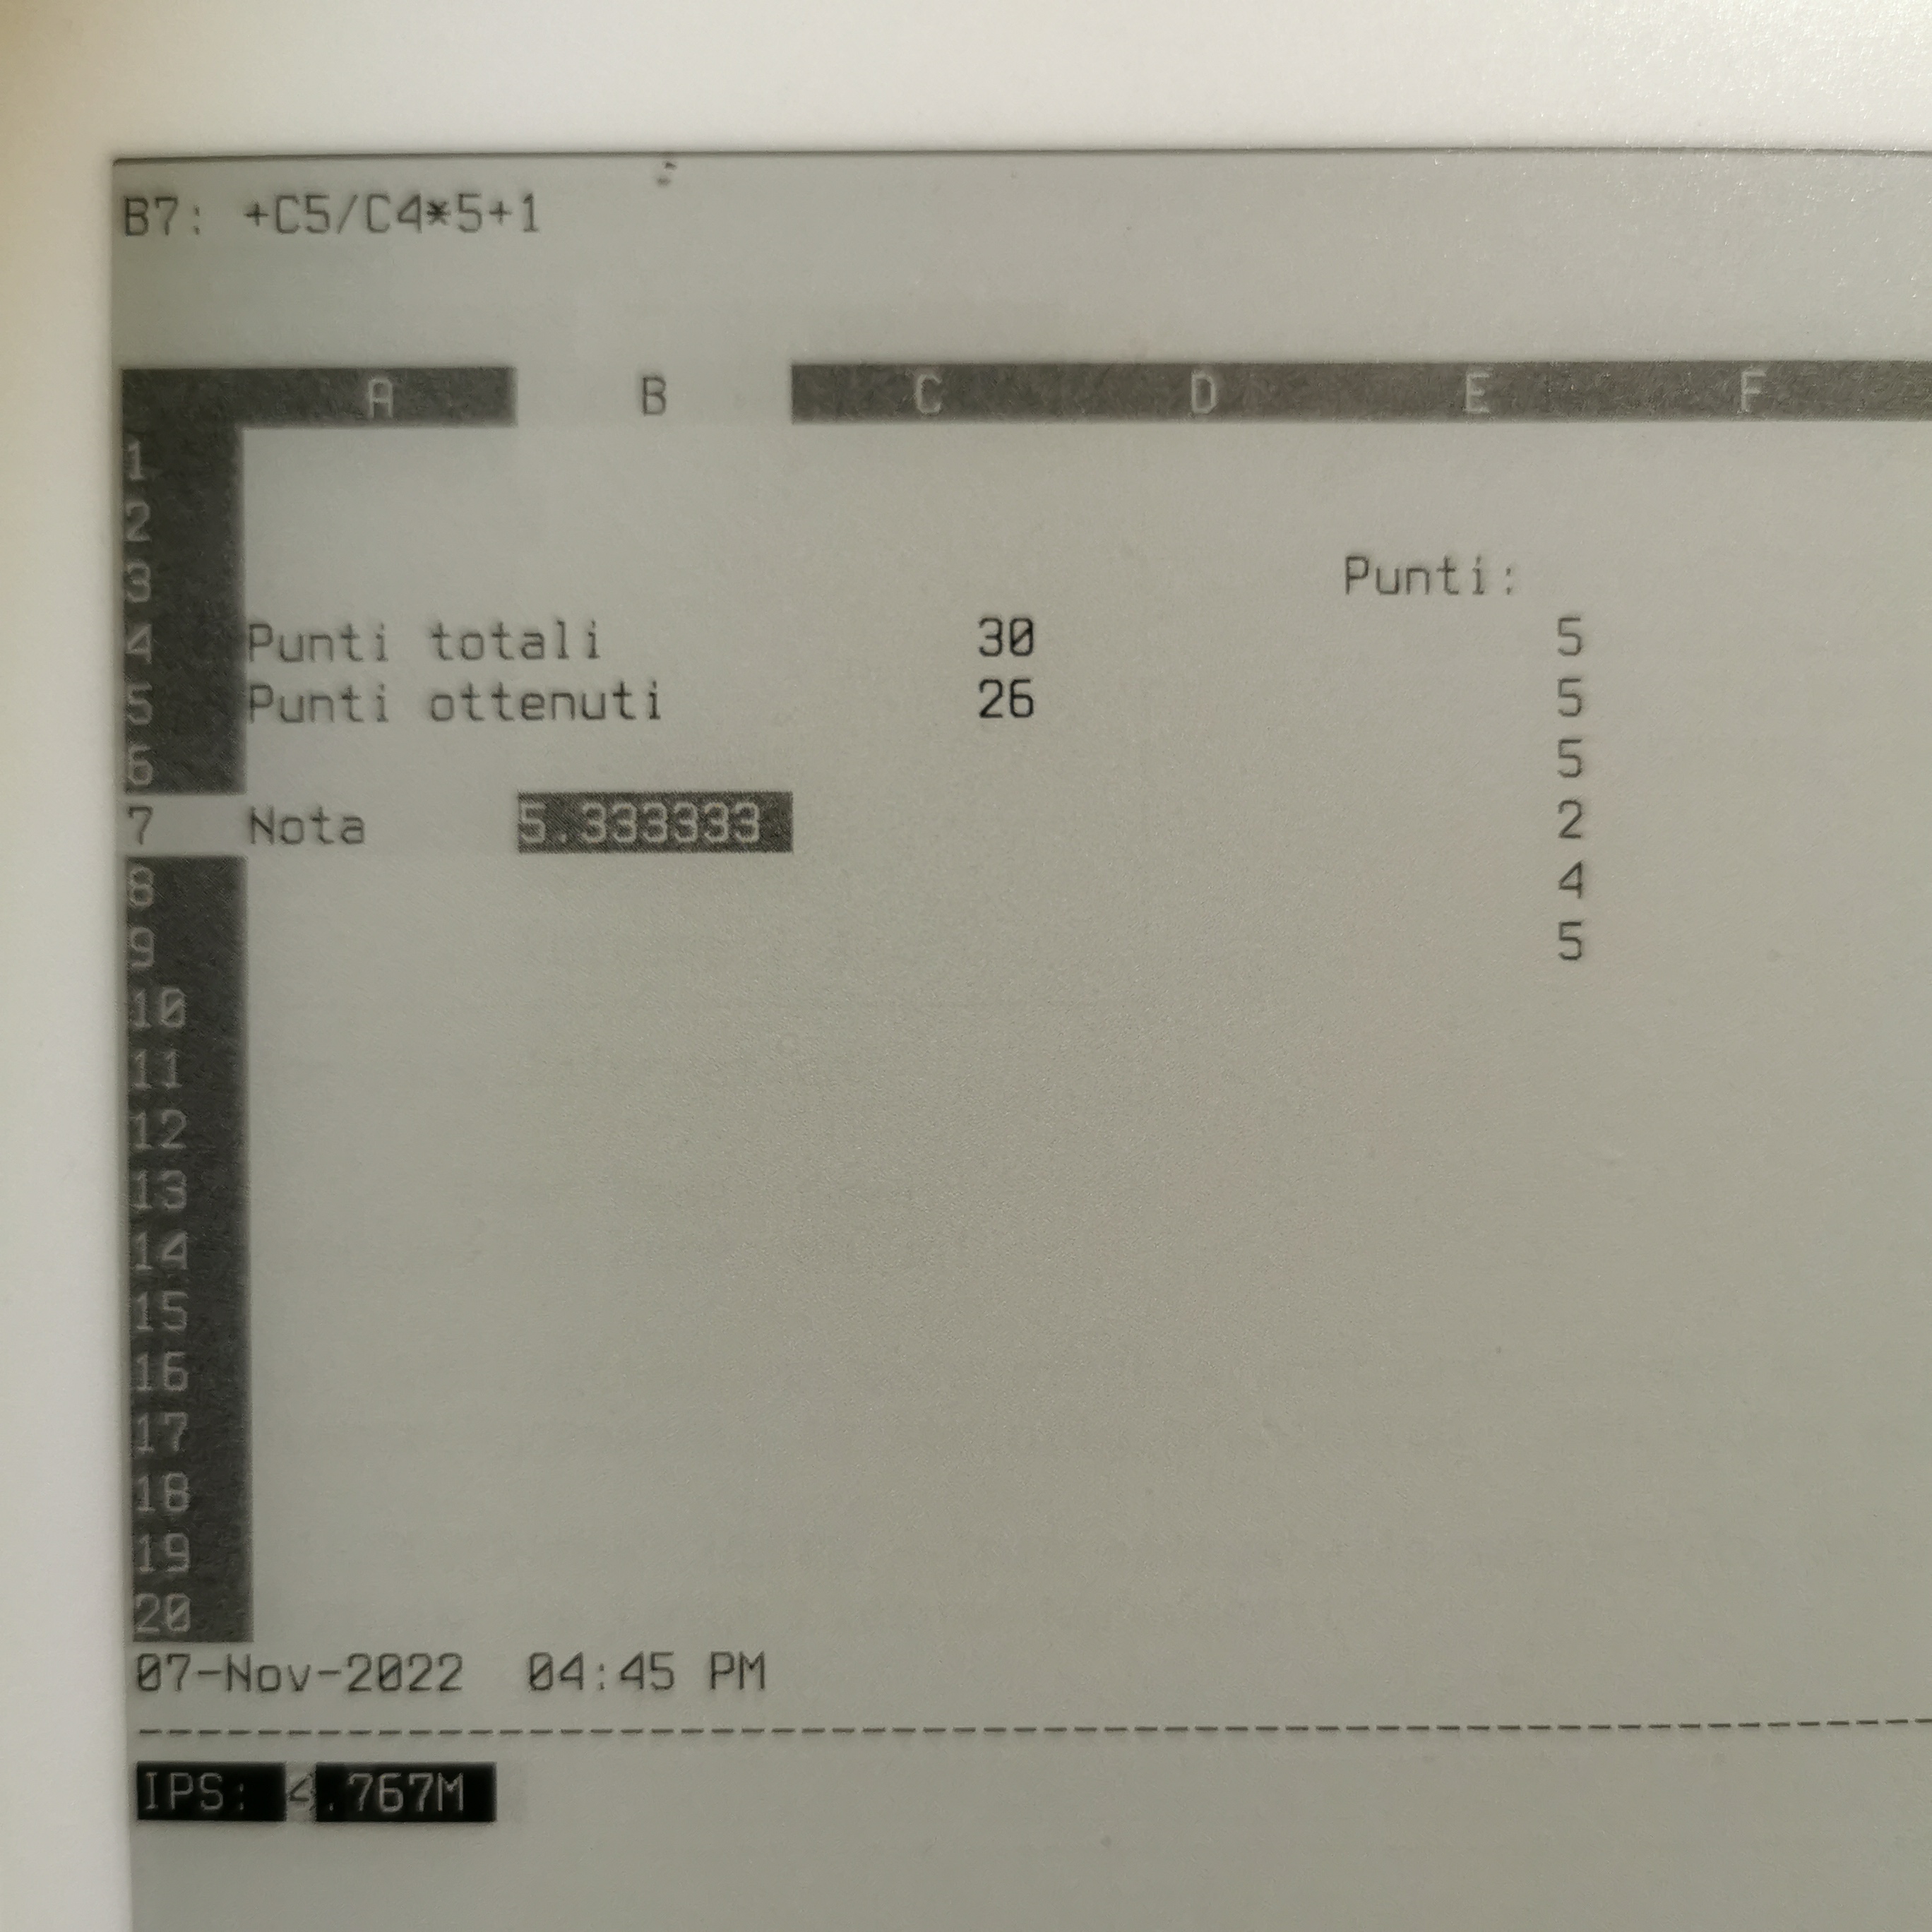 B7: +C5/C4*5+1
A B C D E F
1
2
3 Punti:
4 Punti totali 30 5
5 Punti ottenuti 26 5
6 5
7 Nota 5.333333 2
8 4
9 5
10
11
12
13
14
15
16
17
18
19
20
07-Nov-2022 04:45 PM
--------------------------------------------------
IPS: 4.767M